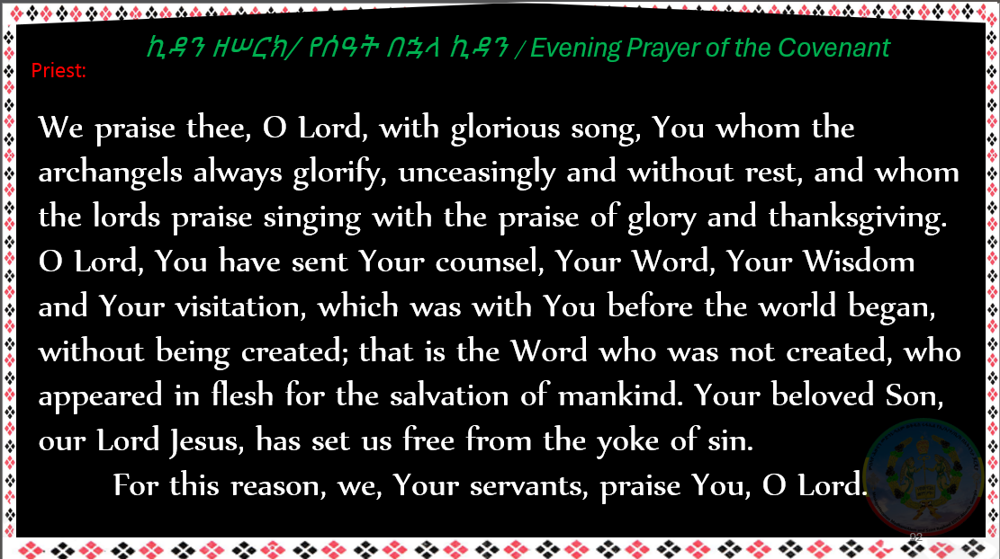 ኪዳን ዘሠርክ/ የሰዓት በኋላ ኪዳን / Evening Prayer of the Covenant
Priest:
We praise thee, O Lord, with glorious song, You whom the
archangels always glorify, unceasingly and without rest, and whom
the lords praise singing with the praise of glory and thanksgiving.
O Lord, You have sent Your counsel, Your Word, Your Wisdom
and Your visitation, which was with You before the world began,
without being created; that is the Word who was not created, who
appeared in flesh for the salvation of mankind. Your beloved Son,
our Lord Jesus, has set us free from the yoke of sin.
For this reason, we, Your servants, praise You, O Lord.
92